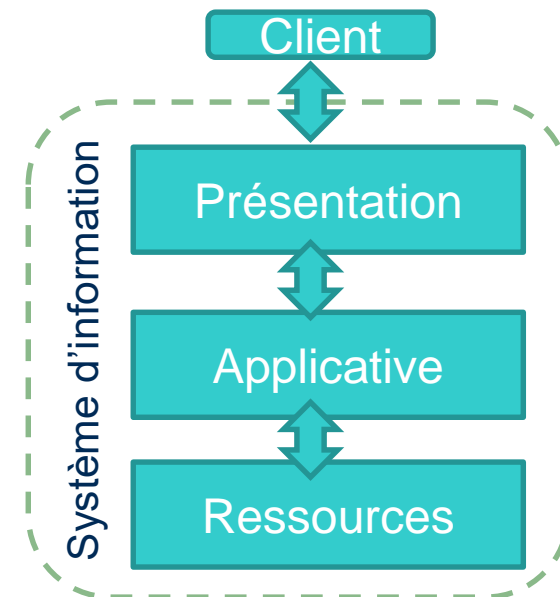 Client
Système d'information
Présentation
Applicative
Ressources